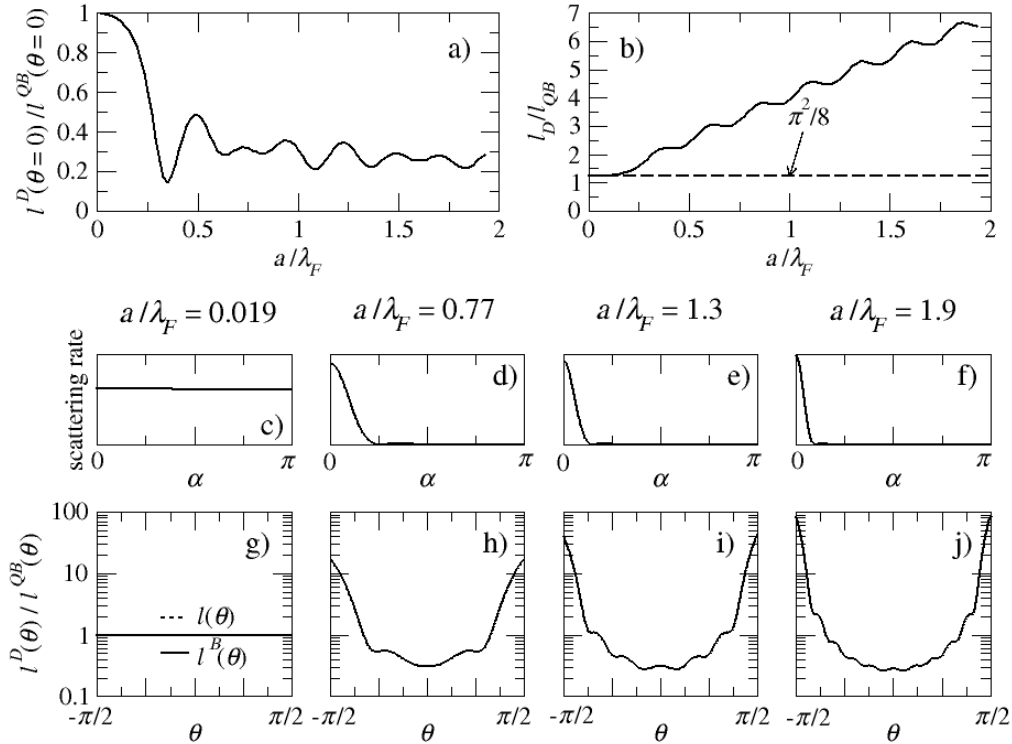 l^D(θ=0)/l^QB(θ=0)
1
0.8
0.6
0.4
0.2
0
a)
0
0.5
1
1.5
2
a/λ_F
l_D/l_QB
7
6
5
4
3
2
1
0
b)
π²/8
0.5
1
1.5
2
a/λ_F
a/λ_F = 0.019
a/λ_F = 0.77
a/λ_F = 1.3
a/λ_F = 1.9
scattering rate
c)
d)
e)
f)
0 π
0 π
0 π
0 π
α
α
α
α
l^D(θ)/l^QB(θ)
100
10
1
0.1
g)
h)
i)
j)
l(θ)
l^B(θ)
-π/2 π/2
-π/2 π/2
-π/2 π/2
-π/2 π/2
θ
θ
θ
θ